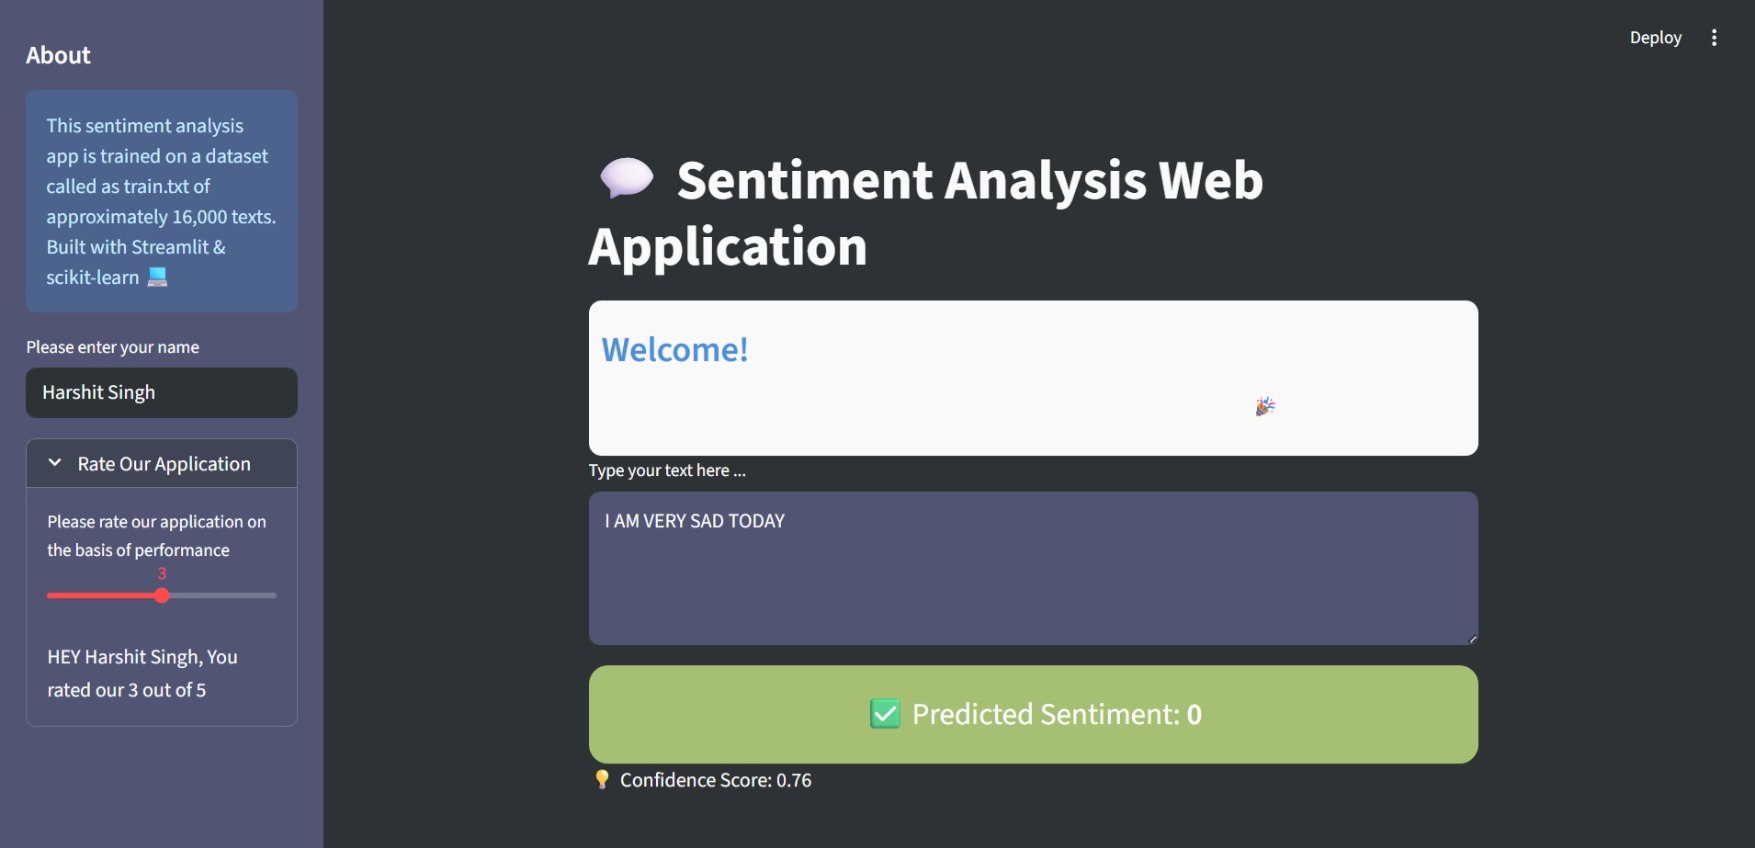 About
This sentiment analysis
app is trained on a dataset
called as train.txt of
approximately 16,000 texts.
Built with Streamlit &
scikit-learn 💻
Please enter your name
Harshit Singh
Rate Our Application
Please rate our application on
the basis of performance
3
HEY Harshit Singh, You
rated our 3 out of 5
Deploy
💬 Sentiment Analysis Web
Application
Welcome!
🎉
Type your text here ...
I AM VERY SAD TODAY
✅ Predicted Sentiment: 0
💡 Confidence Score: 0.76